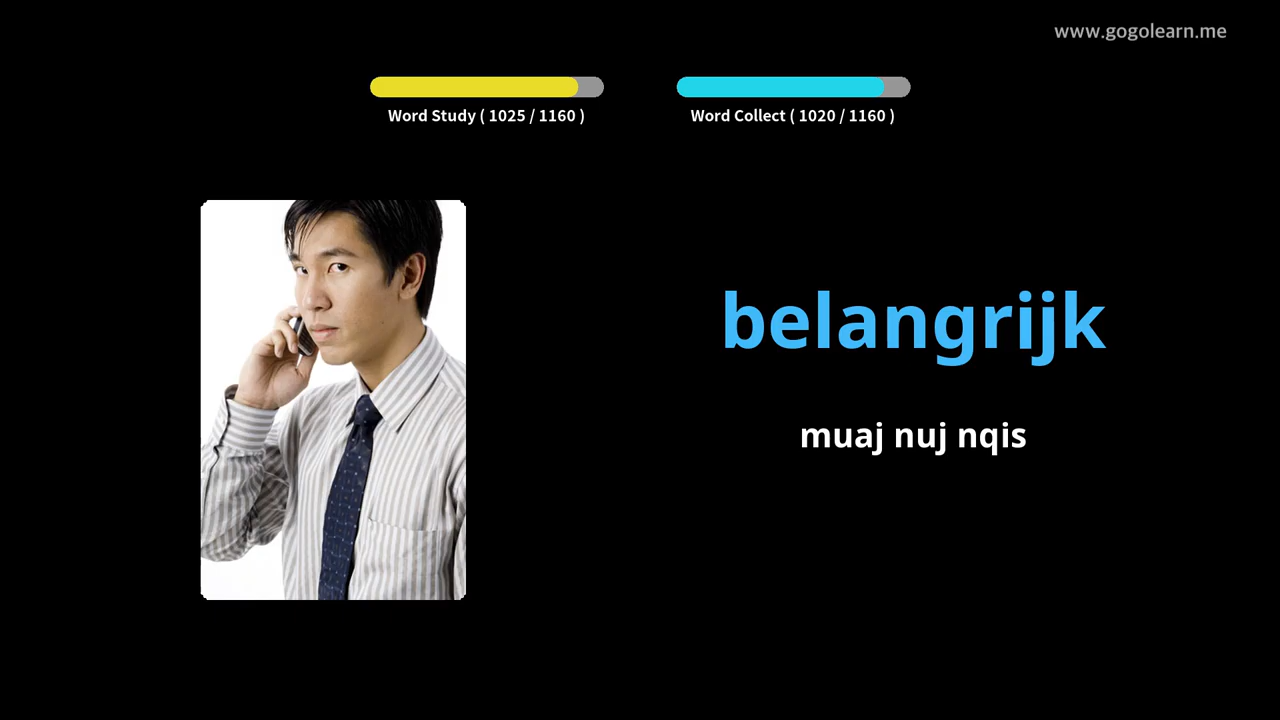 www.gogolearn.me
Word Study ( 1025 / 1160 )
Word Collect ( 1020 / 1160 )
belangrijk
muaj nuj nqis